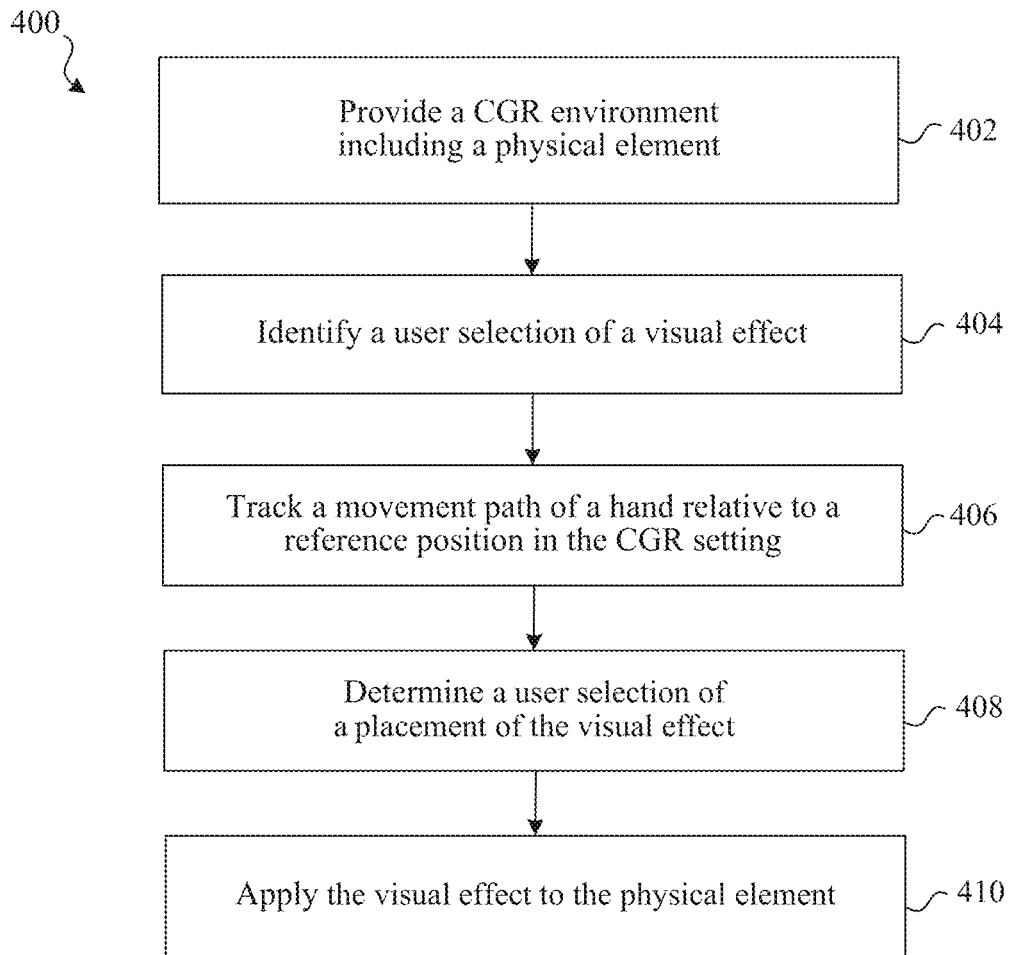 400
Provide a CGR environment
including a physical element
402
Identify a user selection of a visual effect
404
Track a movement path of a hand relative to a
reference position in the CGR setting
406
Determine a user selection of
a placement of the visual effect
408
Apply the visual effect to the physical element
410